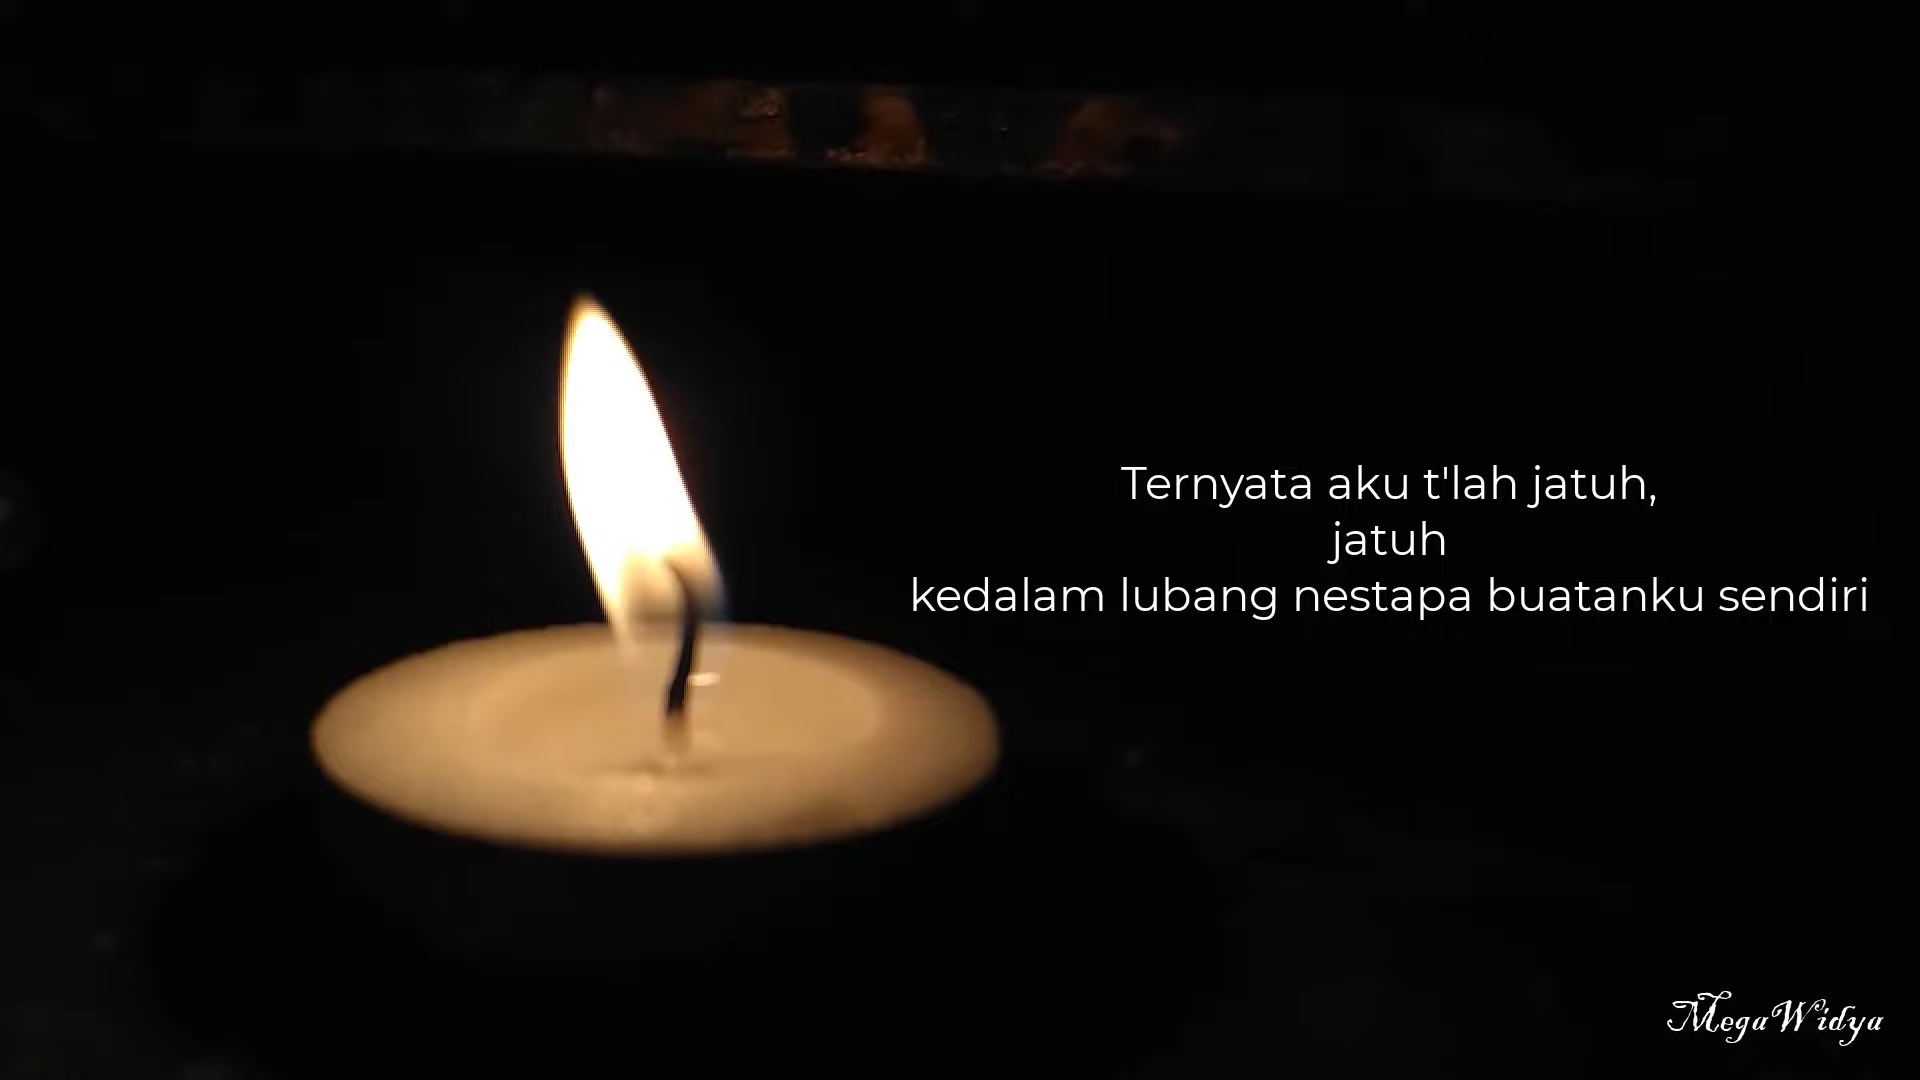 Ternyata aku t'lah jatuh,
jatuh
kedalam lubang nestapa buatanku sendiri
MegaWidya